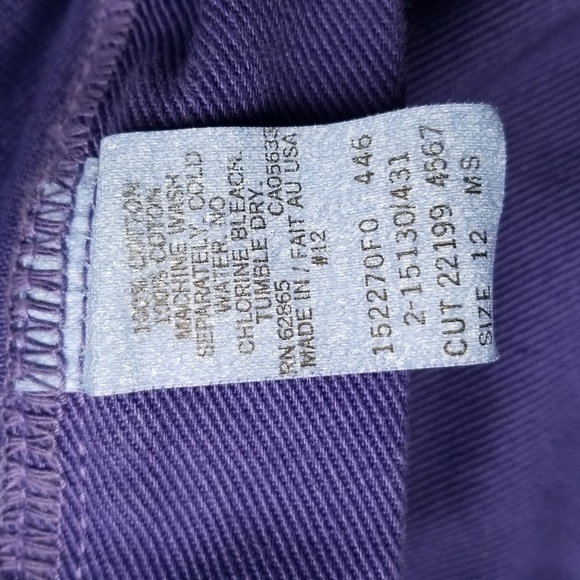 100% COTTON
100% COTON
MACHINE WASH
SEPARATELY, COLD
WATER. NO
CHLORINE BLEACH.
TUMBLE DRY.
RN 62865 CA05635
MADE IN / FAIT AU USA
#12
152270F0 446
2-15130/431
CUT 22199 4567
SIZE 12 MS